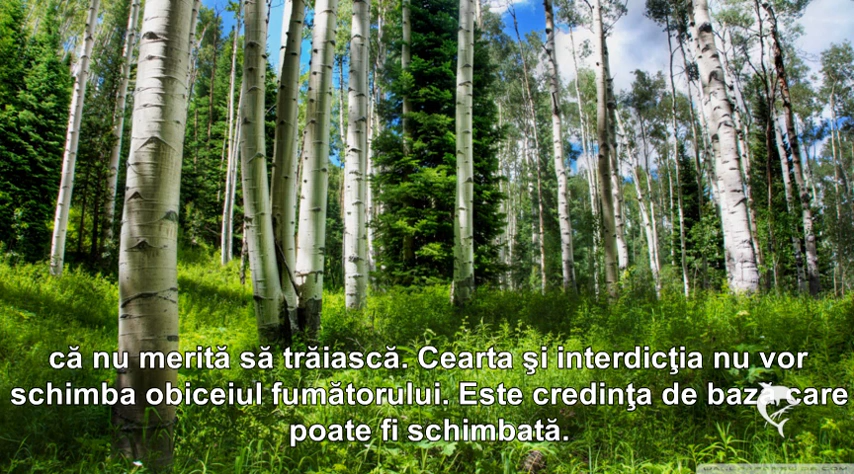 că nu merită să trăiască. Cearta şi interdicţia nu vor
schimba obiceiul fumătorului. Este credinţa de bază care
poate fi schimbată.